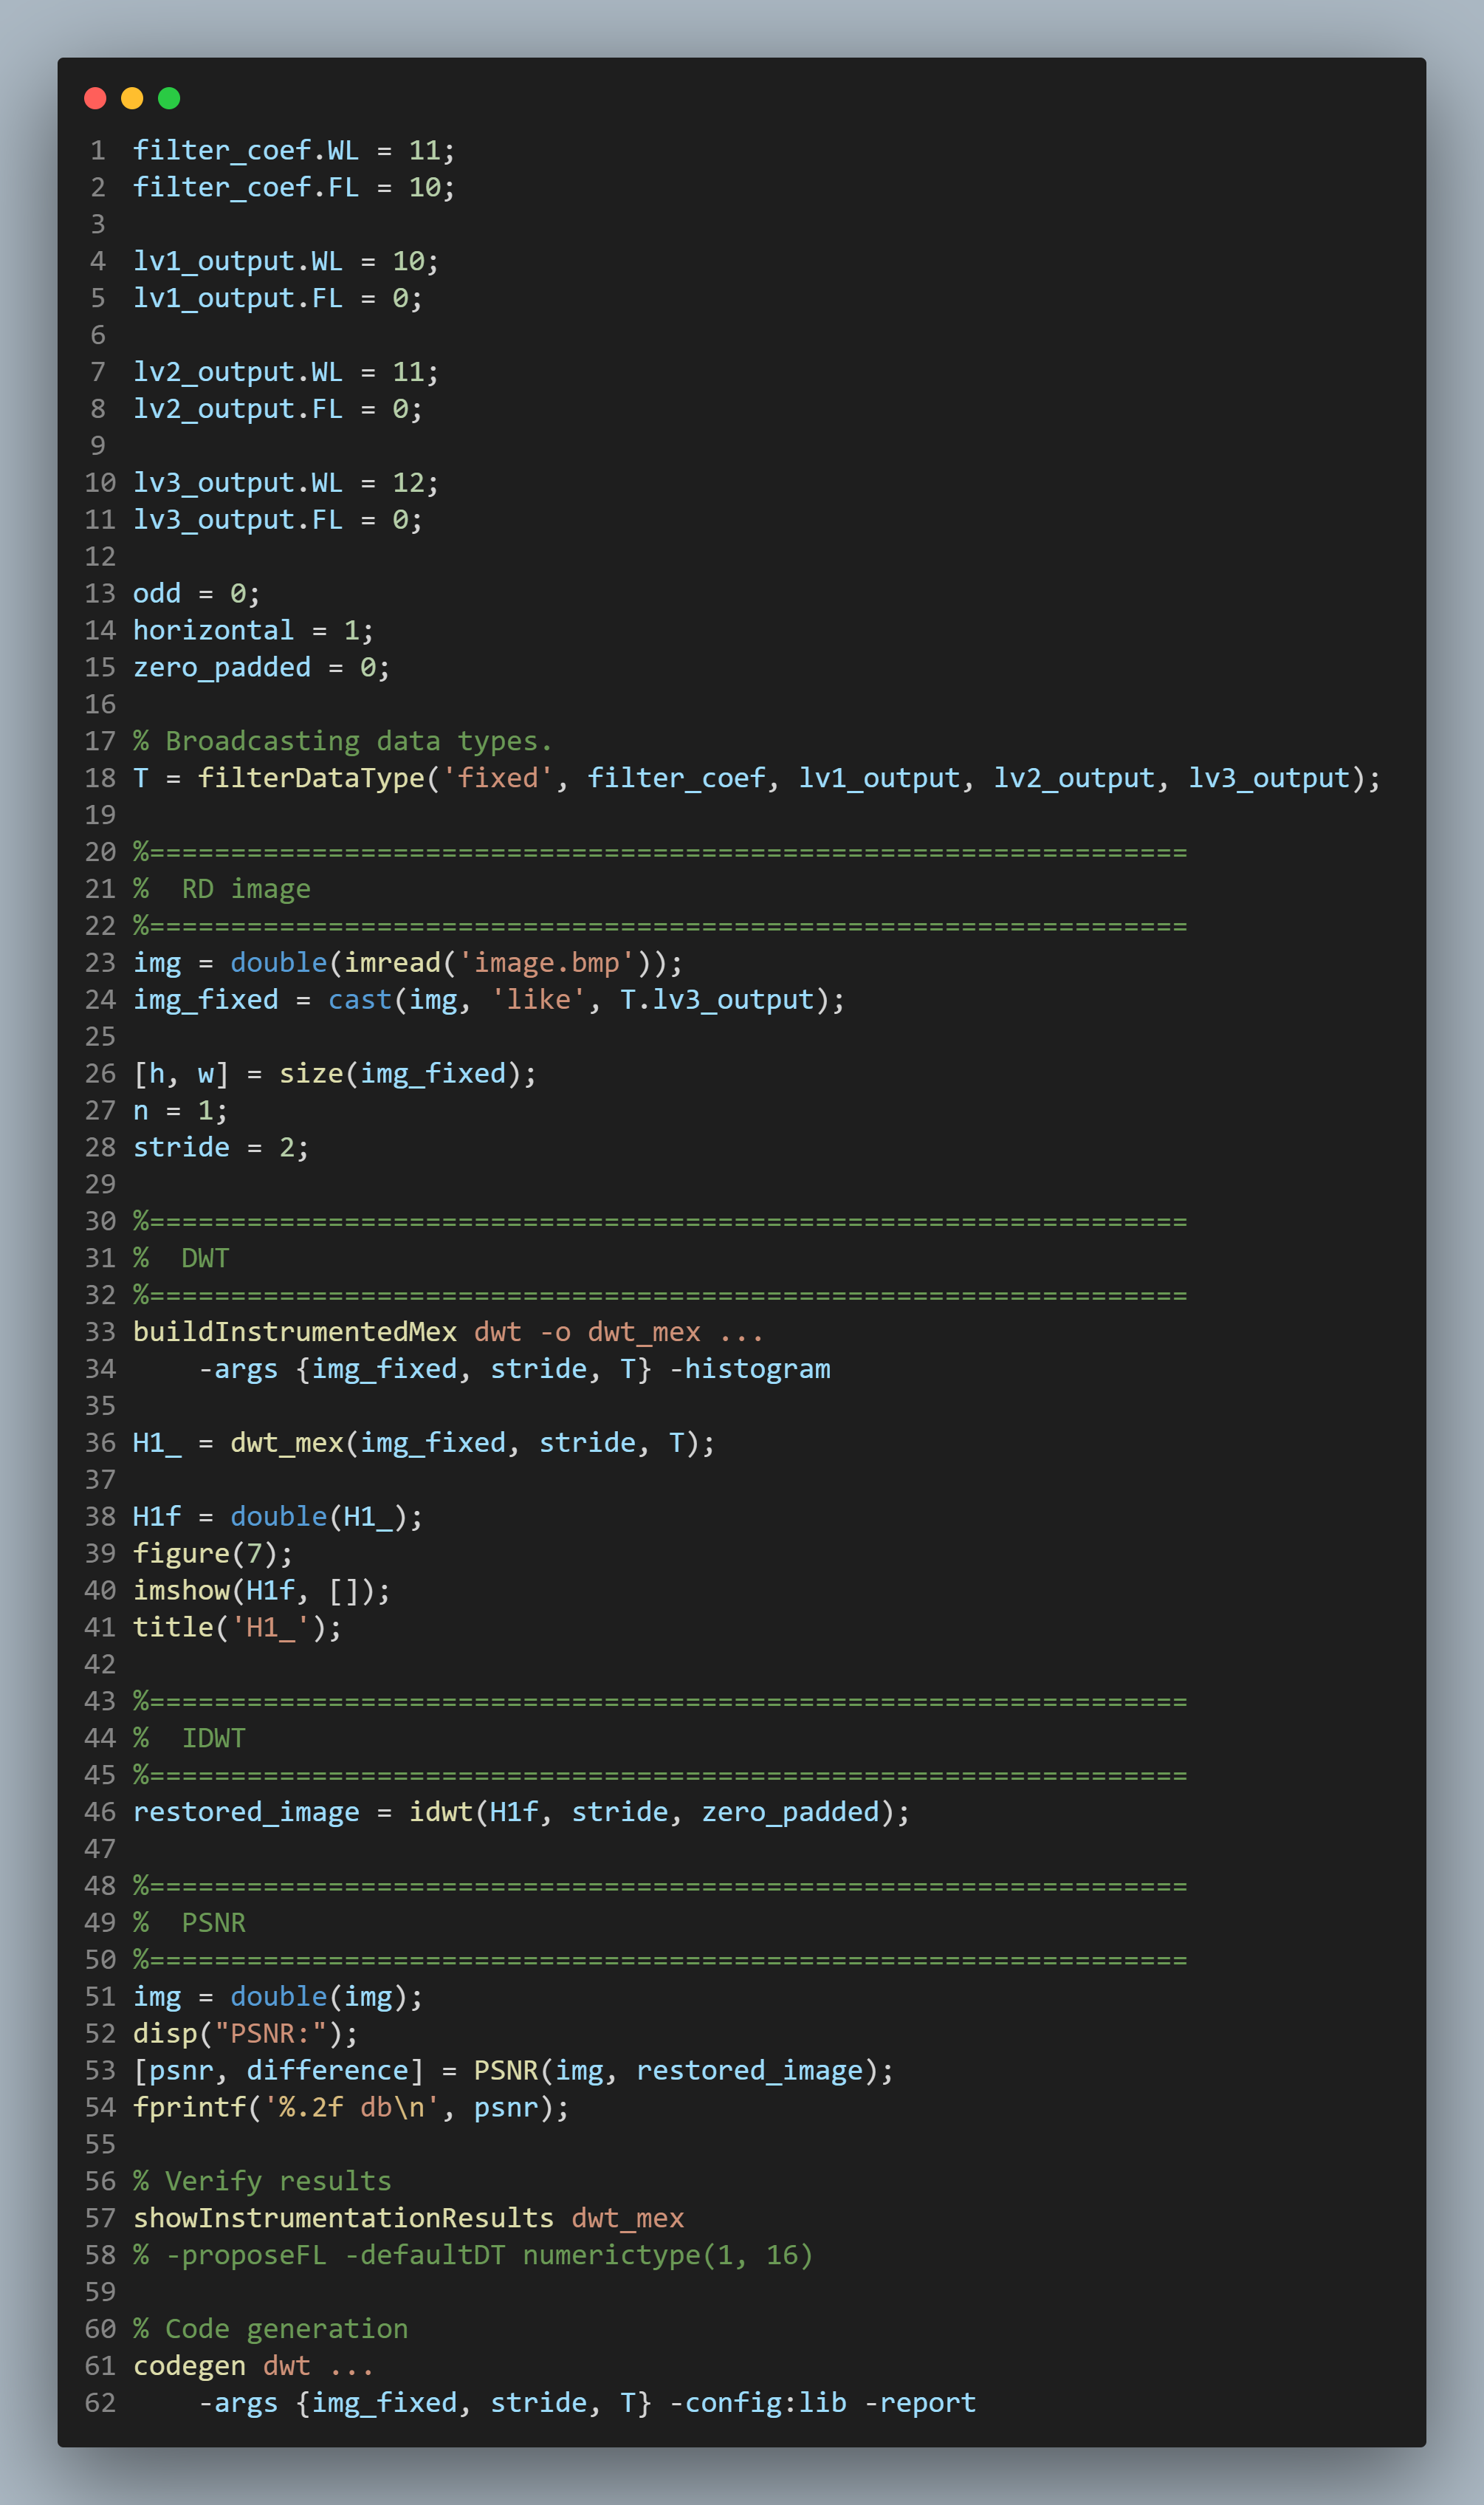 1 filter_coef.WL = 11;
2 filter_coef.FL = 10;
3
4 lv1_output.WL = 10;
5 lv1_output.FL = 0;
6
7 lv2_output.WL = 11;
8 lv2_output.FL = 0;
9
10 lv3_output.WL = 12;
11 lv3_output.FL = 0;
12
13 odd = 0;
14 horizontal = 1;
15 zero_padded = 0;
16
17 % Broadcasting data types.
18 T = filterDataType('fixed', filter_coef, lv1_output, lv2_output, lv3_output);
19
20 %================================================================
21 %  RD image
22 %================================================================
23 img = double(imread('image.bmp'));
24 img_fixed = cast(img, 'like', T.lv3_output);
25
26 [h, w] = size(img_fixed);
27 n = 1;
28 stride = 2;
29
30 %================================================================
31 %  DWT
32 %================================================================
33 buildInstrumentedMex dwt -o dwt_mex ...
34     -args {img_fixed, stride, T} -histogram
35
36 H1_ = dwt_mex(img_fixed, stride, T);
37
38 H1f = double(H1_);
39 figure(7);
40 imshow(H1f, []);
41 title('H1_');
42
43 %================================================================
44 %  IDWT
45 %================================================================
46 restored_image = idwt(H1f, stride, zero_padded);
47
48 %================================================================
49 %  PSNR
50 %================================================================
51 img = double(img);
52 disp("PSNR:");
53 [psnr, difference] = PSNR(img, restored_image);
54 fprintf('%.2f db\n', psnr);
55
56 % Verify results
57 showInstrumentationResults dwt_mex
58 % -proposeFL -defaultDT numerictype(1, 16)
59
60 % Code generation
61 codegen dwt ...
62     -args {img_fixed, stride, T} -config:lib -report